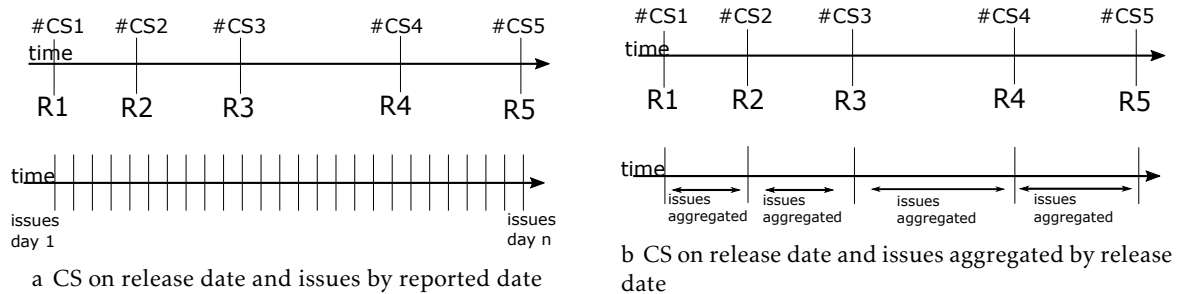 #CS1 #CS2 #CS3 #CS4 #CS5
time
R1 R2 R3 R4 R5
time
issues day 1
issues day n
a CS on release date and issues by reported date
#CS1 #CS2 #CS3 #CS4 #CS5
time
R1 R2 R3 R4 R5
time
issues aggregated
issues aggregated
issues aggregated
issues aggregated
b CS on release date and issues aggregated by release
date